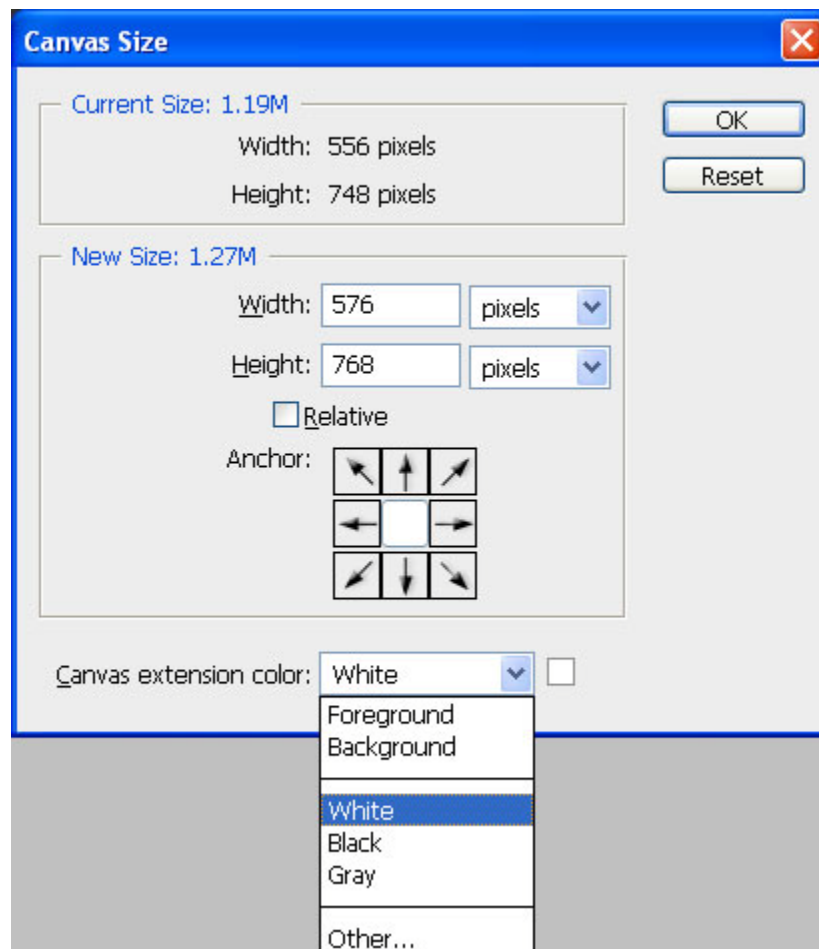 Canvas Size
Current Size: 1.19M
Width: 556 pixels
Height: 748 pixels
OK
Reset
New Size: 1.27M
Width: 576 pixels
Height: 768 pixels
Relative
Anchor:
Canvas extension color: White
Foreground
Background
White
Black
Gray
Other...